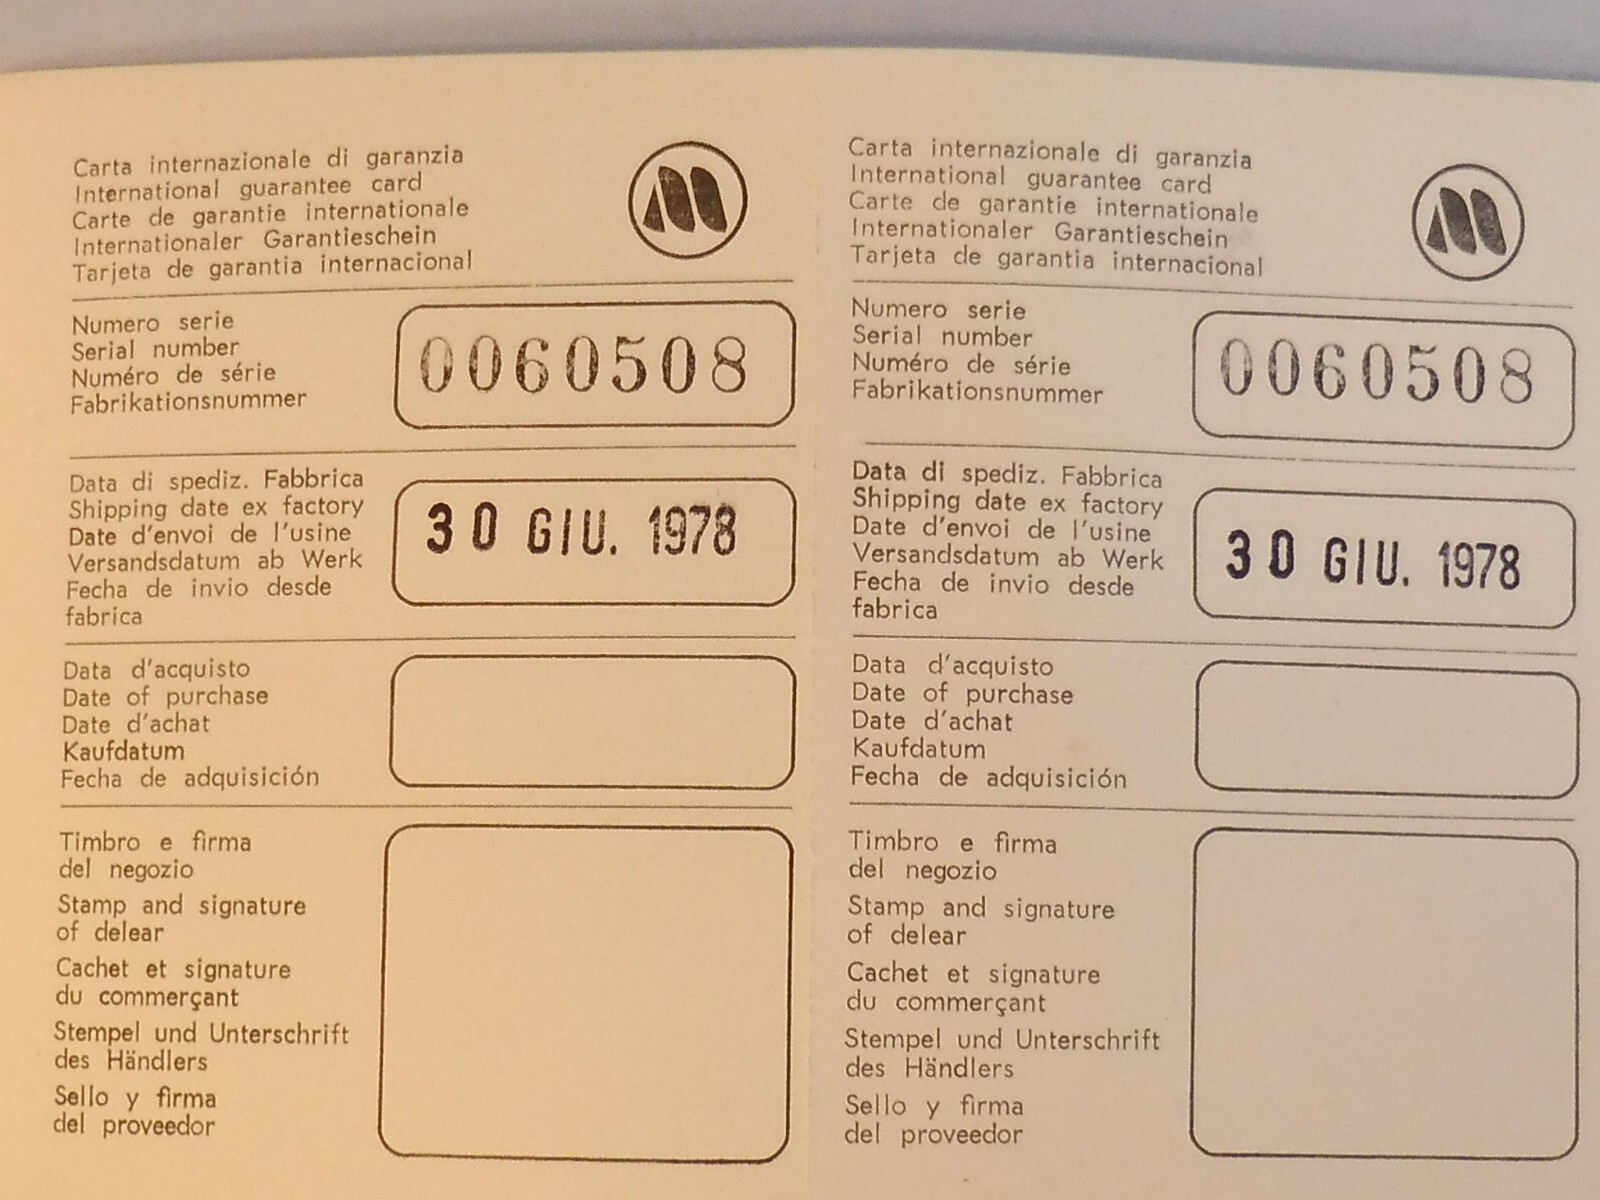 Carta internazionale di garanzia
International guarantee card
Carte de garantie internationale
Internationaler Garantieschein
Tarjeta de garantia internacional
Numero serie
Serial number
Numéro de série
Fabrikationsnummer
0060508
Data di spediz. Fabbrica
Shipping date ex factory
Date d'envoi de l'usine
Versandsdatum ab Werk
Fecha de invio desde
fabrica
30 GIU. 1978
Data d'acquisto
Date of purchase
Date d'achat
Kaufdatum
Fecha de adquisición
Timbro e firma
del negozio
Stamp and signature
of delear
Cachet et signature
du commerçant
Stempel und Unterschrift
des Händlers
Sello y firma
del proveedor
Carta internazionale di garanzia
International guarantee card
Carte de garantie internationale
Internationaler Garantieschein
Tarjeta de garantia internacional
Numero serie
Serial number
Numéro de série
Fabrikationsnummer
0060508
Data di spediz. Fabbrica
Shipping date ex factory
Date d'envoi de l'usine
Versandsdatum ab Werk
Fecha de invio desde
fabrica
30 GIU. 1978
Data d'acquisto
Date of purchase
Date d'achat
Kaufdatum
Fecha de adquisición
Timbro e firma
del negozio
Stamp and signature
of delear
Cachet et signature
du commerçant
Stempel und Unterschrift
des Händlers
Sello y firma
del proveedor